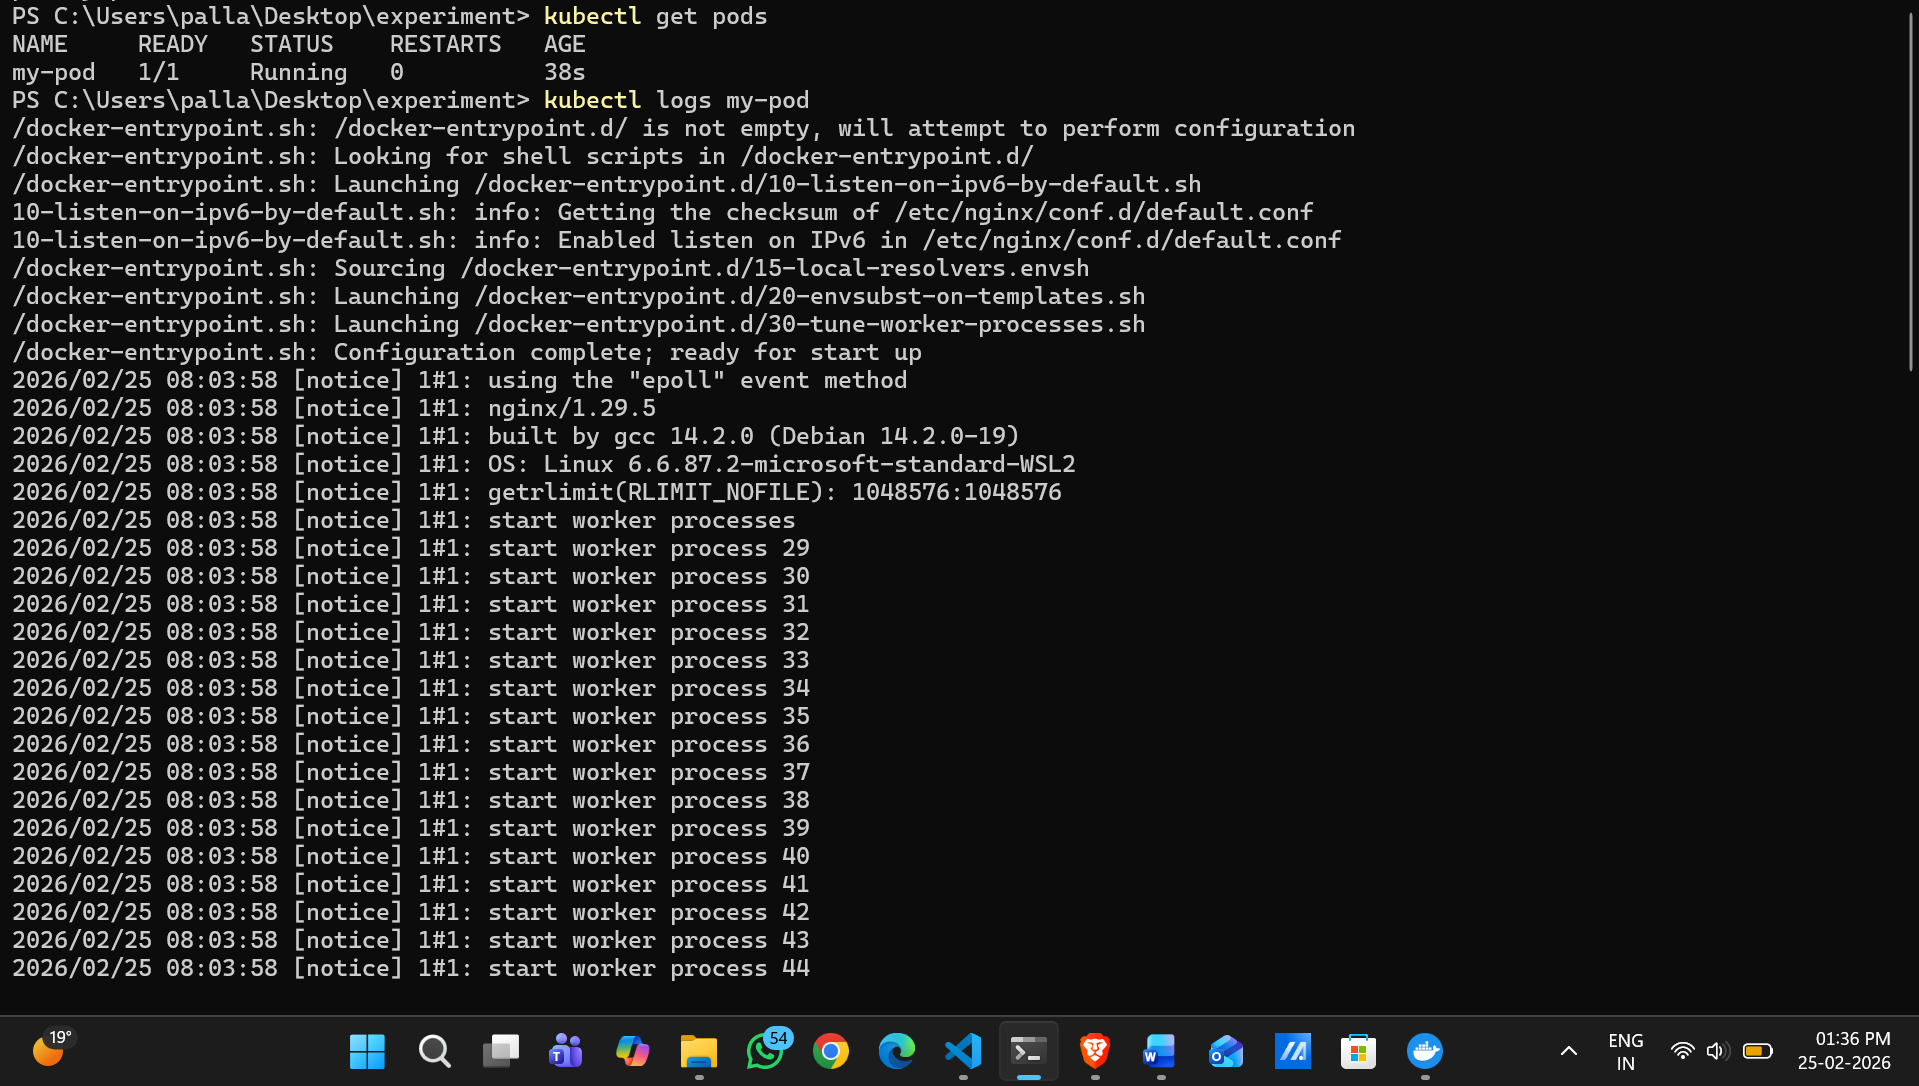 PS C:\Users\palla\Desktop\experiment> kubectl get pods
NAME     READY   STATUS    RESTARTS   AGE
my-pod   1/1     Running   0          38s
PS C:\Users\palla\Desktop\experiment> kubectl logs my-pod
/docker-entrypoint.sh: /docker-entrypoint.d/ is not empty, will attempt to perform configuration
/docker-entrypoint.sh: Looking for shell scripts in /docker-entrypoint.d/
/docker-entrypoint.sh: Launching /docker-entrypoint.d/10-listen-on-ipv6-by-default.sh
10-listen-on-ipv6-by-default.sh: info: Getting the checksum of /etc/nginx/conf.d/default.conf
10-listen-on-ipv6-by-default.sh: info: Enabled listen on IPv6 in /etc/nginx/conf.d/default.conf
/docker-entrypoint.sh: Sourcing /docker-entrypoint.d/15-local-resolvers.envsh
/docker-entrypoint.sh: Launching /docker-entrypoint.d/20-envsubst-on-templates.sh
/docker-entrypoint.sh: Launching /docker-entrypoint.d/30-tune-worker-processes.sh
/docker-entrypoint.sh: Configuration complete; ready for start up
2026/02/25 08:03:58 [notice] 1#1: using the "epoll" event method
2026/02/25 08:03:58 [notice] 1#1: nginx/1.29.5
2026/02/25 08:03:58 [notice] 1#1: built by gcc 14.2.0 (Debian 14.2.0-19)
2026/02/25 08:03:58 [notice] 1#1: OS: Linux 6.6.87.2-microsoft-standard-WSL2
2026/02/25 08:03:58 [notice] 1#1: getrlimit(RLIMIT_NOFILE): 1048576:1048576
2026/02/25 08:03:58 [notice] 1#1: start worker processes
2026/02/25 08:03:58 [notice] 1#1: start worker process 29
2026/02/25 08:03:58 [notice] 1#1: start worker process 30
2026/02/25 08:03:58 [notice] 1#1: start worker process 31
2026/02/25 08:03:58 [notice] 1#1: start worker process 32
2026/02/25 08:03:58 [notice] 1#1: start worker process 33
2026/02/25 08:03:58 [notice] 1#1: start worker process 34
2026/02/25 08:03:58 [notice] 1#1: start worker process 35
2026/02/25 08:03:58 [notice] 1#1: start worker process 36
2026/02/25 08:03:58 [notice] 1#1: start worker process 37
2026/02/25 08:03:58 [notice] 1#1: start worker process 38
2026/02/25 08:03:58 [notice] 1#1: start worker process 39
2026/02/25 08:03:58 [notice] 1#1: start worker process 40
2026/02/25 08:03:58 [notice] 1#1: start worker process 41
2026/02/25 08:03:58 [notice] 1#1: start worker process 42
2026/02/25 08:03:58 [notice] 1#1: start worker process 43
2026/02/25 08:03:58 [notice] 1#1: start worker process 44
19°
54
ENG
IN
01:36 PM
25-02-2026